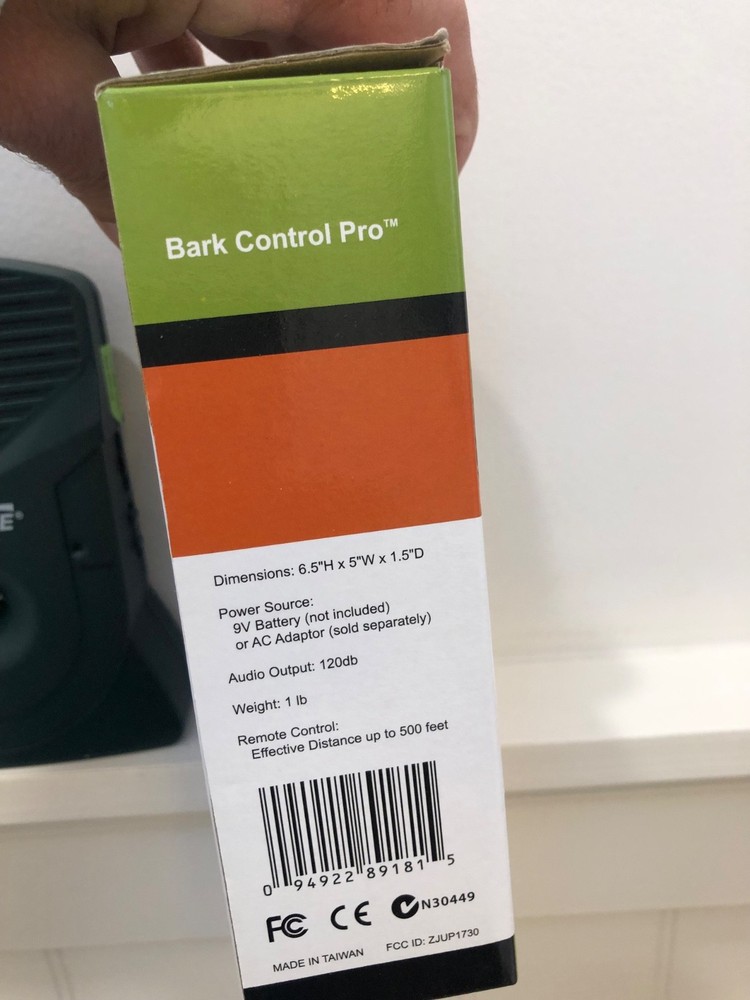 Bark Control Pro™
E®
Dimensions: 6.5"H x 5"W x 1.5"D
Power Source:
9V Battery (not included)
or AC Adaptor (sold separately)
Audio Output: 120db
Weight: 1 lb
Remote Control:
Effective Distance up to 500 feet
0 94922 89181 5
FC CE N30449
MADE IN TAIWAN FCC ID: ZJUP1730